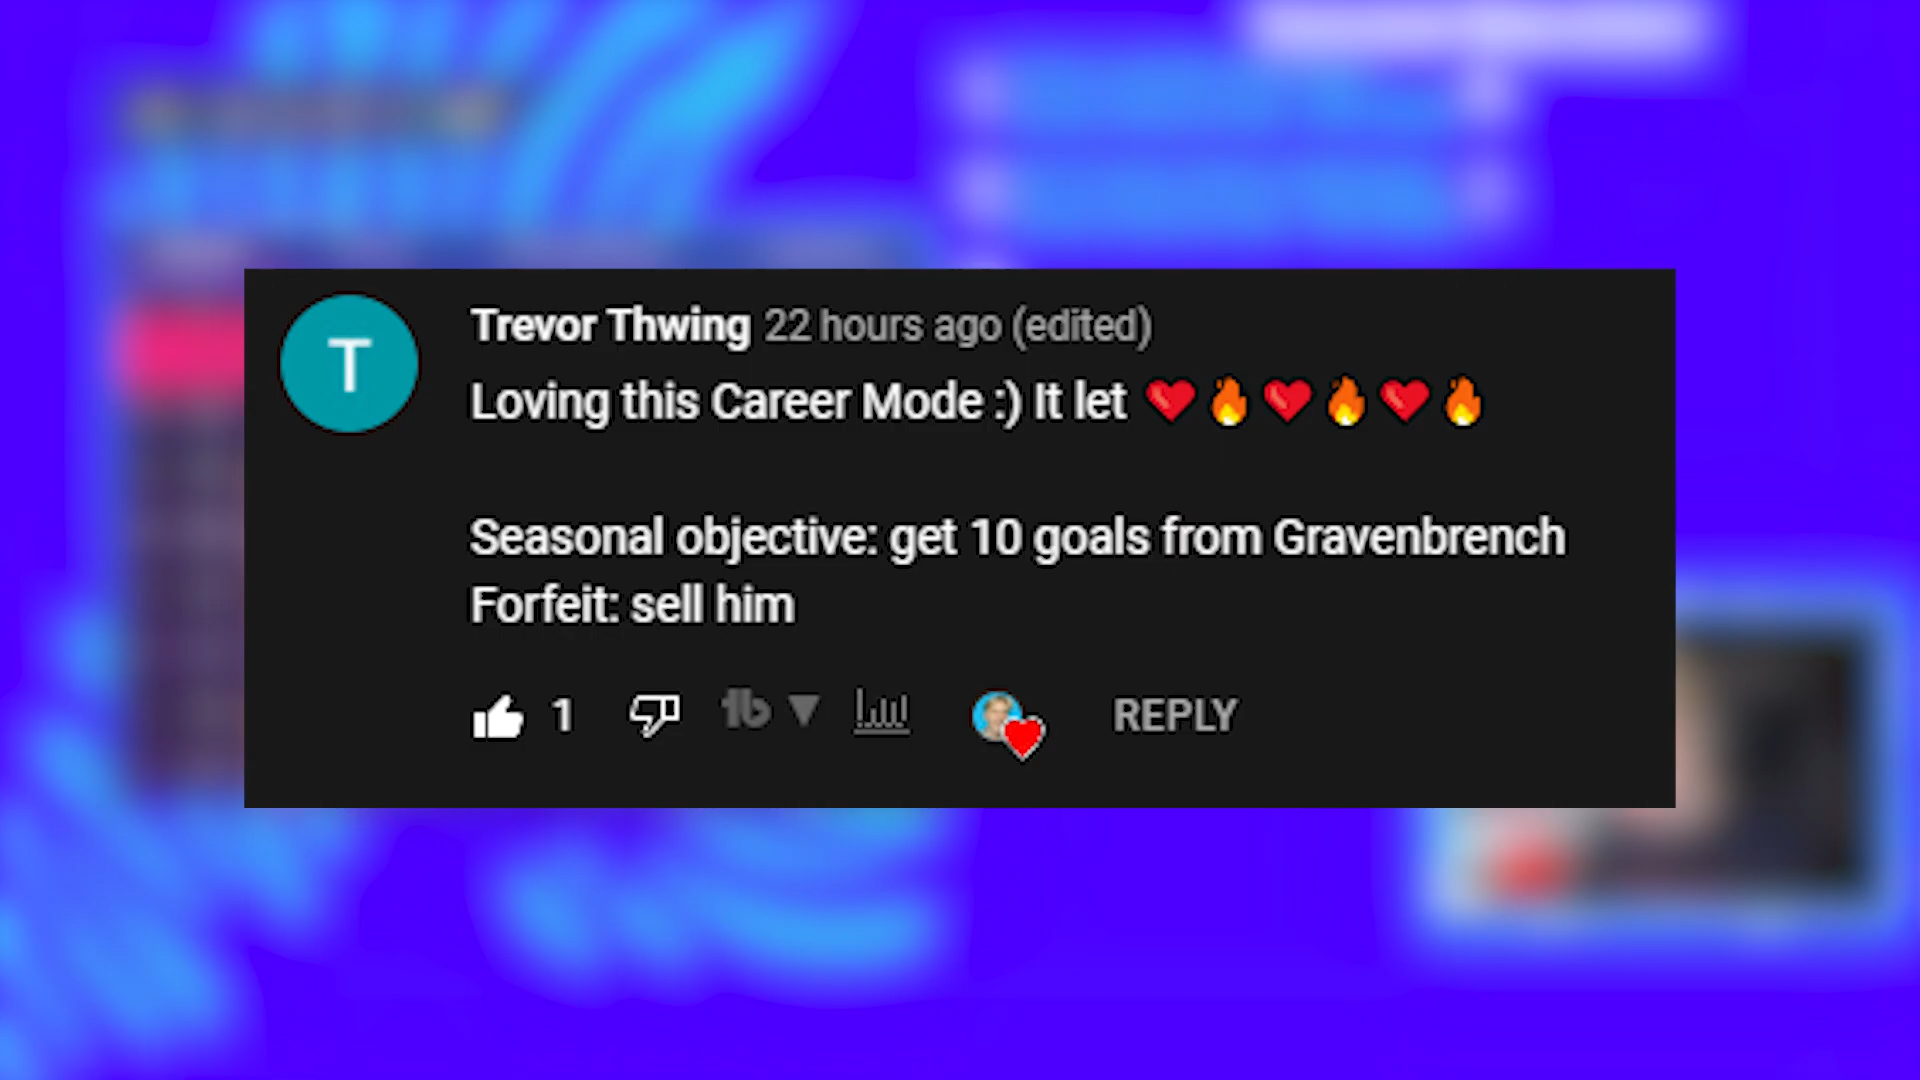 T
Trevor Thwing 22 hours ago (edited)
Loving this Career Mode :) It let ❤️🔥❤️🔥❤️🔥
Seasonal objective: get 10 goals from Gravenbrench
Forfeit: sell him
1 tb REPLY